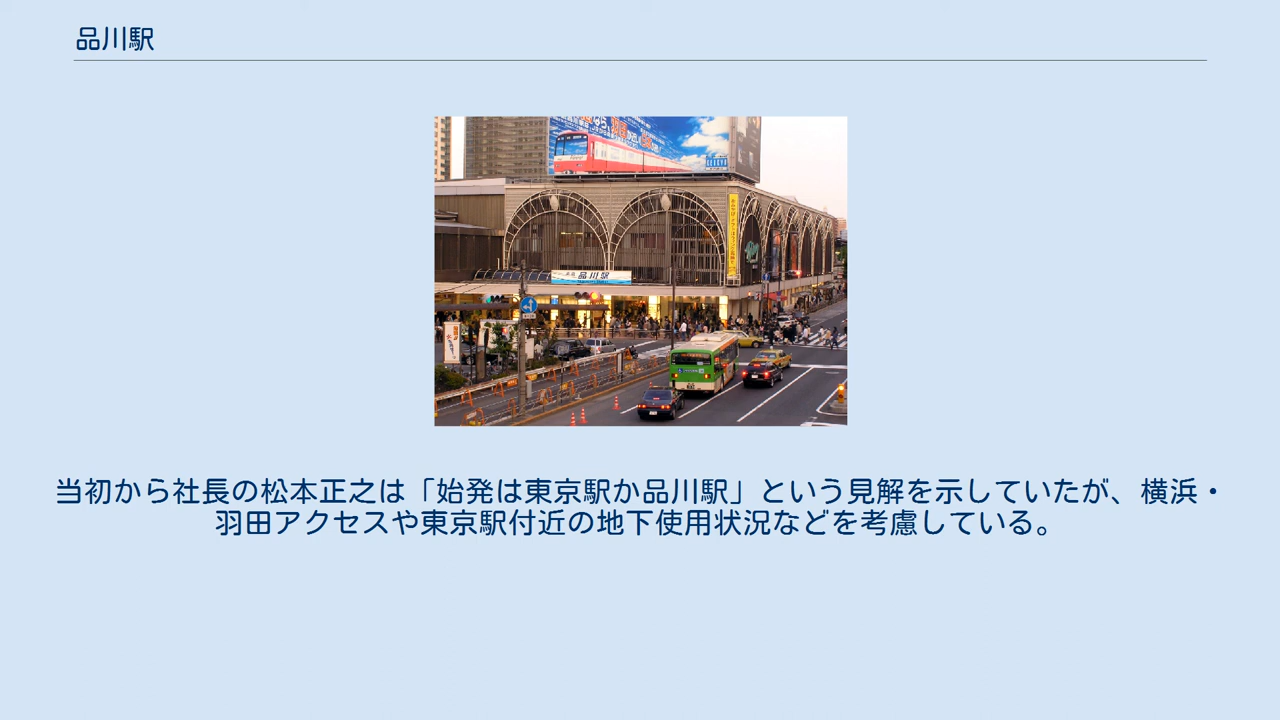 品川駅
品川駅
当初から社長の松本正之は「始発は東京駅か品川駅」という見解を示していたが、横浜・
羽田アクセスや東京駅付近の地下使用状況などを考慮している。